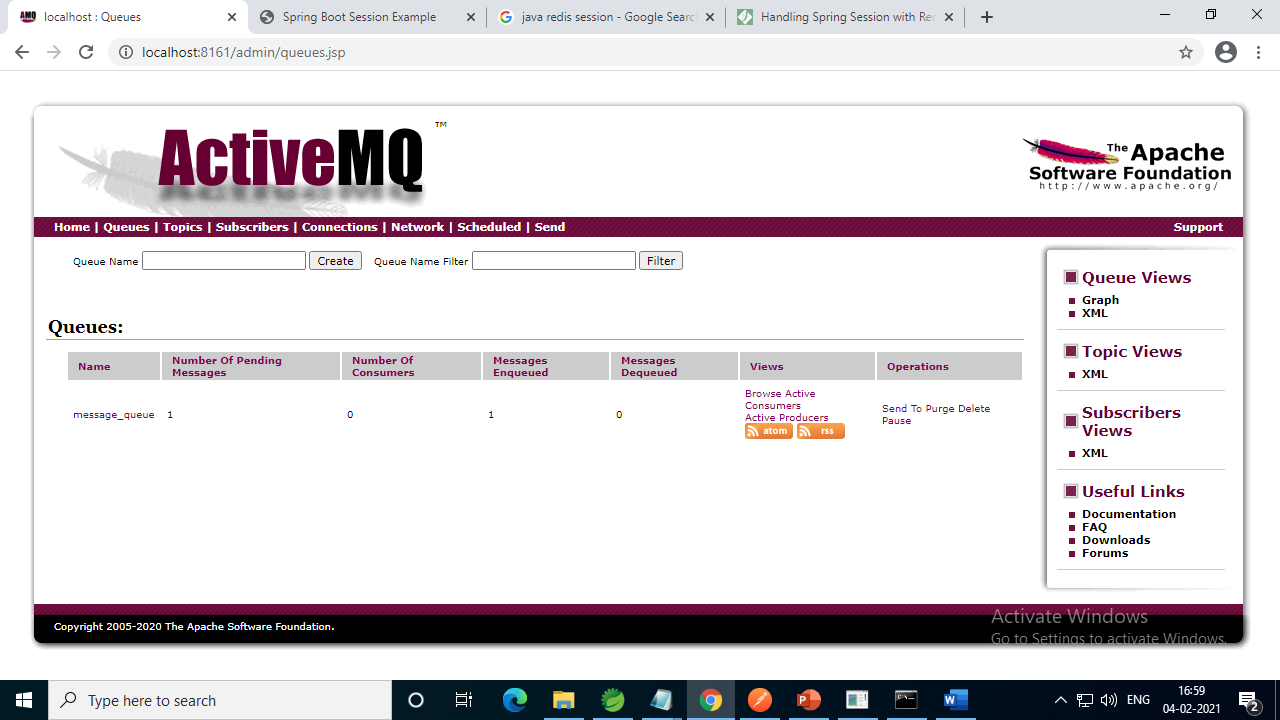 localhost : Queues
Spring Boot Session Example
java redis session - Google Searc
Handling Spring Session with Red
localhost:8161/admin/queues.jsp
ActiveMQ ™
The Apache
Software Foundation
http://www.apache.org/
Home | Queues | Topics | Subscribers | Connections | Network | Scheduled | Send
Support
Queue Name Create Queue Name Filter Filter
Queues:
Name Number Of Pending Messages Number Of Consumers Messages Enqueued Messages Dequeued Views Operations
message_queue 1 0 1 0
Browse Active
Consumers
Active Producers
atom rss
Send To Purge Delete
Pause
Queue Views
Graph
XML
Topic Views
XML
Subscribers
Views
XML
Useful Links
Documentation
FAQ
Downloads
Forums
Copyright 2005-2020 The Apache Software Foundation.
Activate Windows
Go to Settings to activate Windows.
Type here to search
ENG
16:59
04-02-2021
2